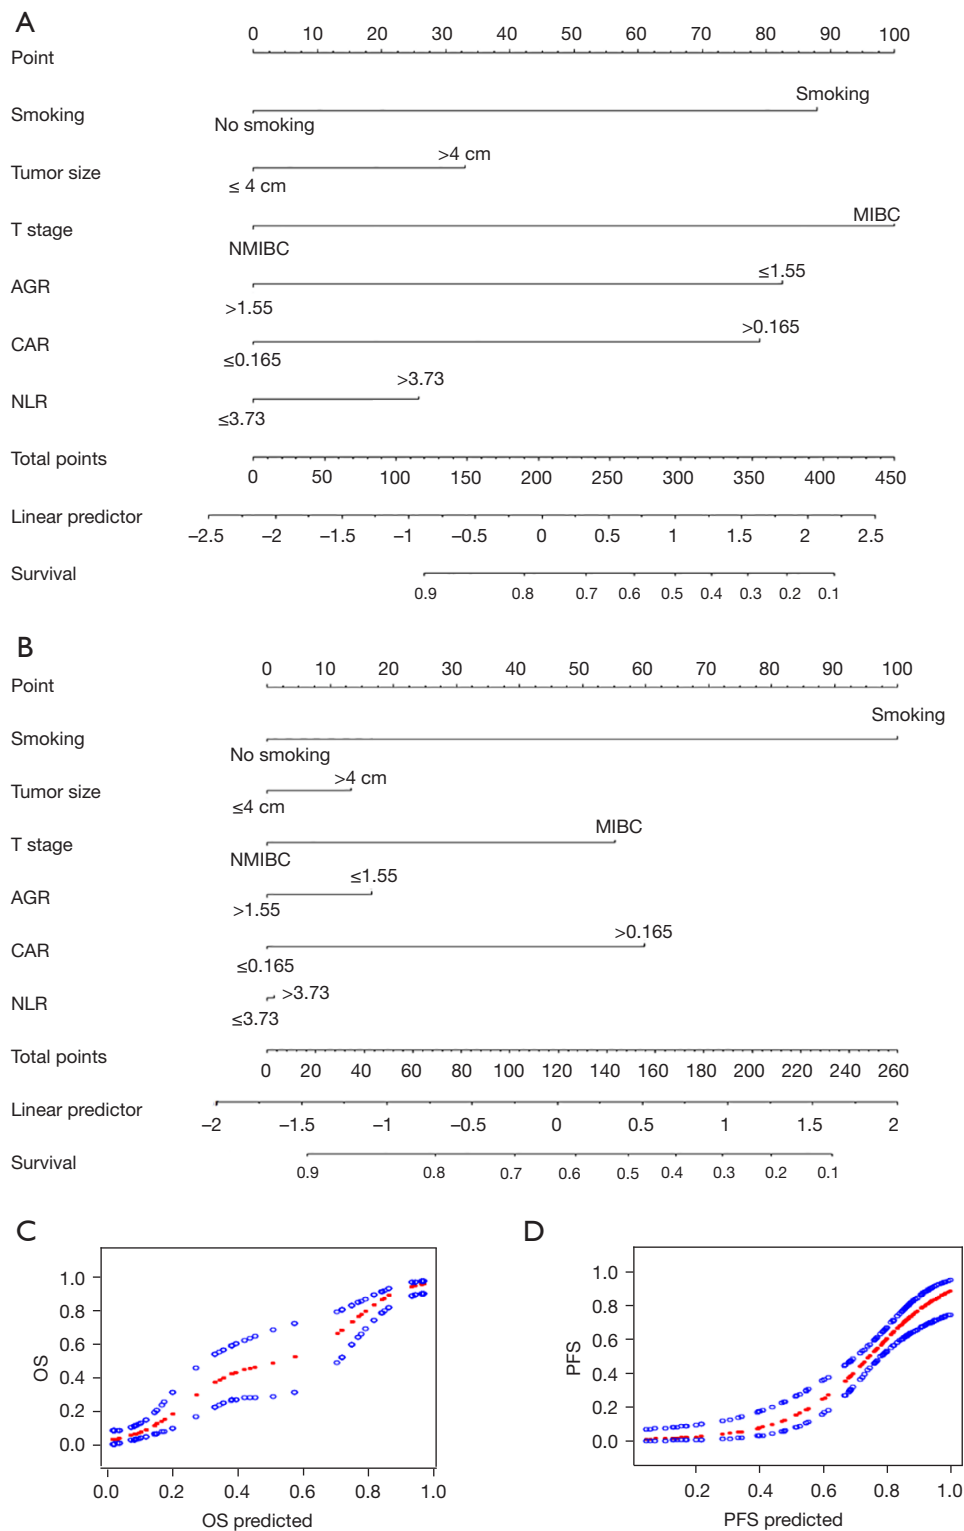 A
0 10 20 30 40 50 60 70 80 90 100
Point
Smoking
Smoking
No smoking
>4 cm
Tumor size
≤ 4 cm
MIBC
T stage
NMIBC
≤1.55
AGR
>1.55
>0.165
CAR
≤0.165
>3.73
NLR
≤3.73
Total points
0 50 100 150 200 250 300 350 400 450
Linear predictor
−2.5 −2 −1.5 −1 −0.5 0 0.5 1 1.5 2 2.5
Survival
0.9 0.8 0.7 0.6 0.5 0.4 0.3 0.2 0.1
B
0 10 20 30 40 50 60 70 80 90 100
Point
Smoking
Smoking
No smoking
>4 cm
Tumor size
≤4 cm
MIBC
T stage
NMIBC
≤1.55
AGR
>1.55
>0.165
CAR
≤0.165
>3.73
NLR
≤3.73
Total points
0 20 40 60 80 100 120 140 160 180 200 220 240 260
Linear predictor
−2 −1.5 −1 −0.5 0 0.5 1 1.5 2
Survival
0.9 0.8 0.7 0.6 0.5 0.4 0.3 0.2 0.1
C
1.0
0.8
0.6
OS
0.4
0.2
0.0
0.0 0.2 0.4 0.6 0.8 1.0
OS predicted
D
1.0
0.8
0.6
PFS
0.4
0.2
0.0
0.2 0.4 0.6 0.8 1.0
PFS predicted